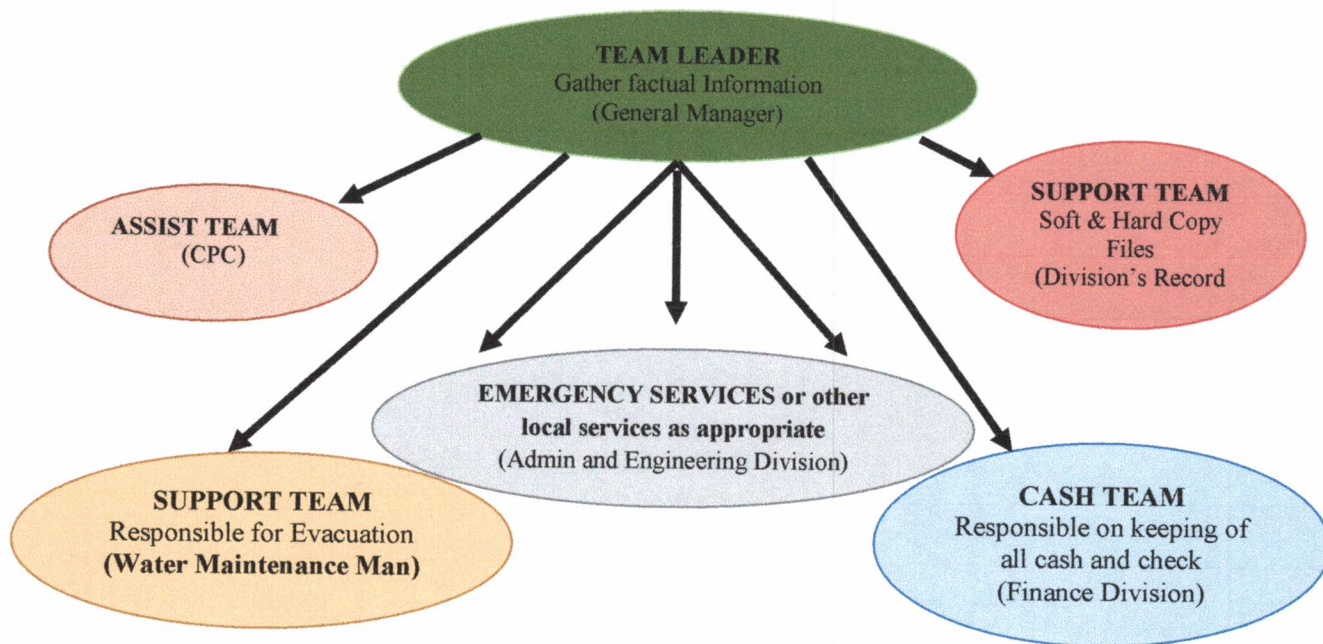 TEAM LEADER
Gather factual Information
(General Manager)
ASSIST TEAM
(CPC)
SUPPORT TEAM
Soft & Hard Copy
Files
(Division`s Record
EMERGENCY SERVICES or other
local services as appropriate
(Admin and Engineering Division)
SUPPORT TEAM
Responsible for Evacuation
(Water Maintenance Man)
CASH TEAM
Responsible on keeping of
all cash and check
(Finance Division)